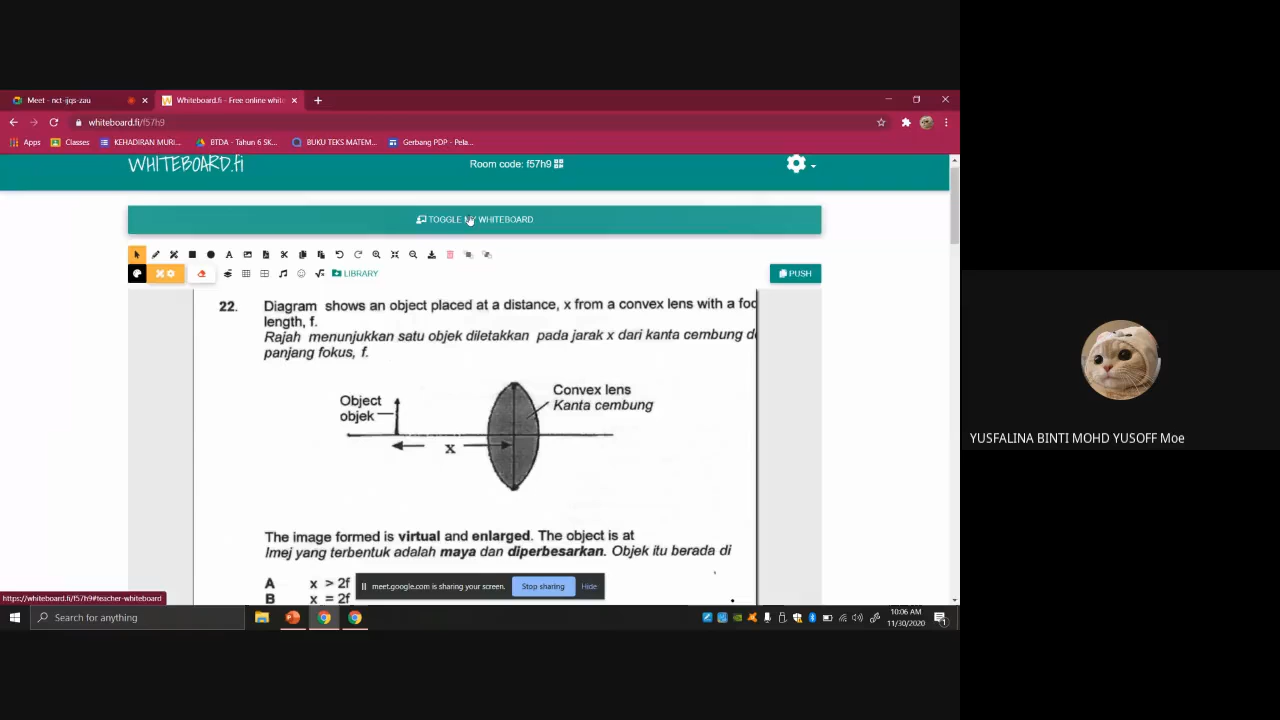 Meet - nct-ijqs-zau
Whiteboard.fi - Free online white
whiteboard.fi/f57h9
Apps
Classes
KEHADIRAN MURI...
BTDA - Tahun 6 SK...
BUKU TEKS MATEM...
Gerbang PDP - Pela...
WHITEBOARD.fi
Room code: f57h9
TOGGLE MY WHITEBOARD
LIBRARY
PUSH
22. Diagram shows an object placed at a distance, x from a convex lens with a foc
length, f.
Rajah menunjukkan satu objek diletakkan pada jarak x dari kanta cembung de
panjang fokus, f.
Object
objek
Convex lens
Kanta cembung
x
The image formed is virtual and enlarged. The object is at
Imej yang terbentuk adalah maya dan diperbesarkan. Objek itu berada di
A x > 2f
B x = 2f
meet.google.com is sharing your screen.
Stop sharing
Hide
https://whiteboard.fi/f57h9#teacher-whiteboard
Search for anything
10:06 AM
11/30/2020
YUSFALINA BINTI MOHD YUSOFF Moe